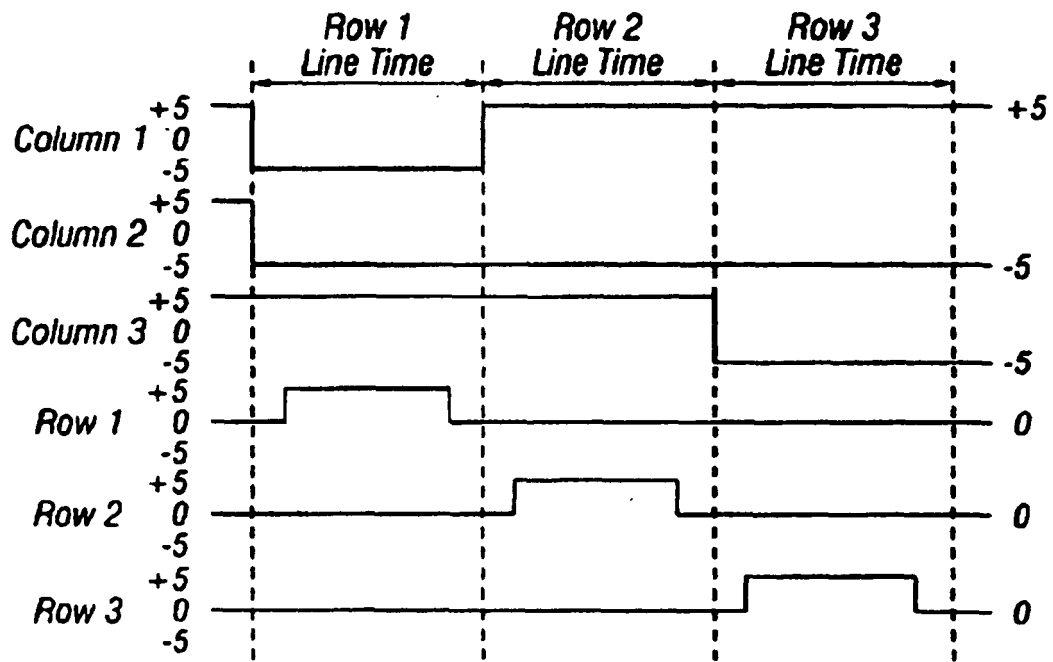 Row 1 Row 2 Row 3
Line Time Line Time Line Time
+5 +5
Column 1 0
-5
+5
Column 2 0
-5 -5
+5
Column 3 0
-5 -5
+5
Row 1 0 0
-5
+5
Row 2 0 0
-5
+5
Row 3 0 0
-5